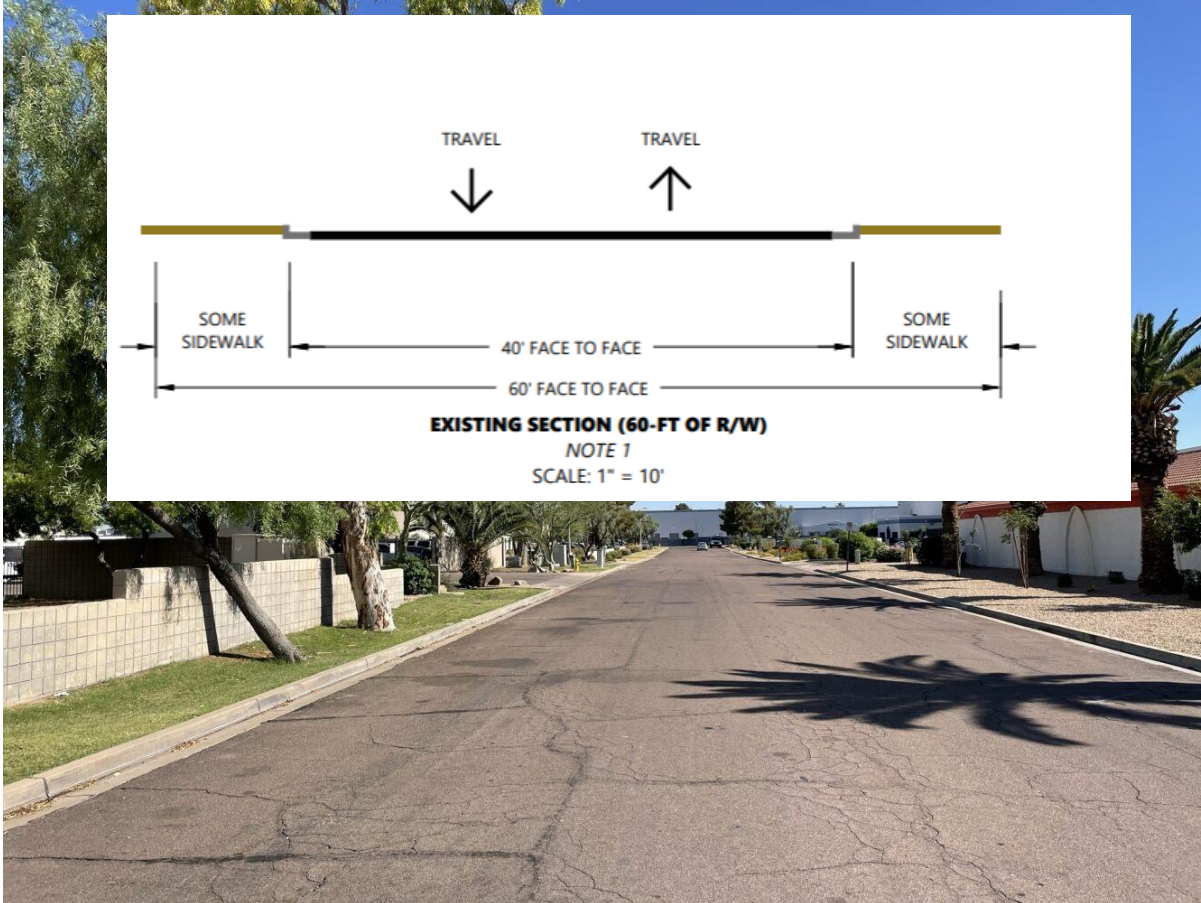 TRAVEL
TRAVEL
SOME
SIDEWALK
SOME
SIDEWALK
40' FACE TO FACE
60' FACE TO FACE
EXISTING SECTION (60-FT OF R/W)
NOTE 1
SCALE: 1" = 10'